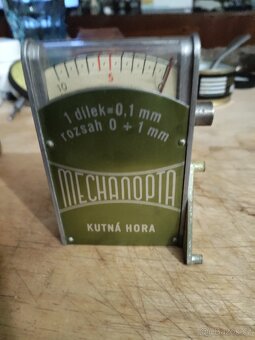 10 5
1 dílek=0,1 mm
rozsah 0÷1 mm
MECHANOPTA
KUTNÁ HORA